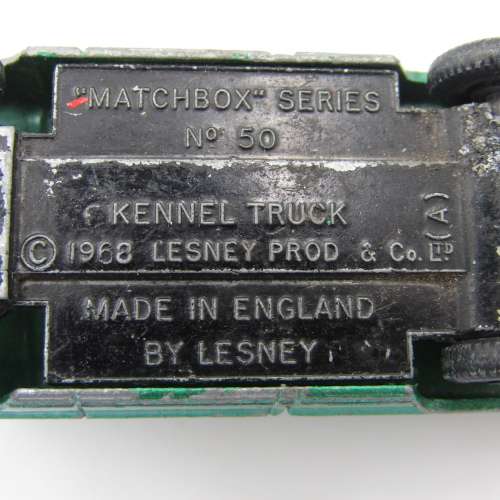 "MATCHBOX" SERIES
No 50
KENNEL TRUCK
© 1968 LESNEY PROD & Co. LTD
(A)
MADE IN ENGLAND
BY LESNEY